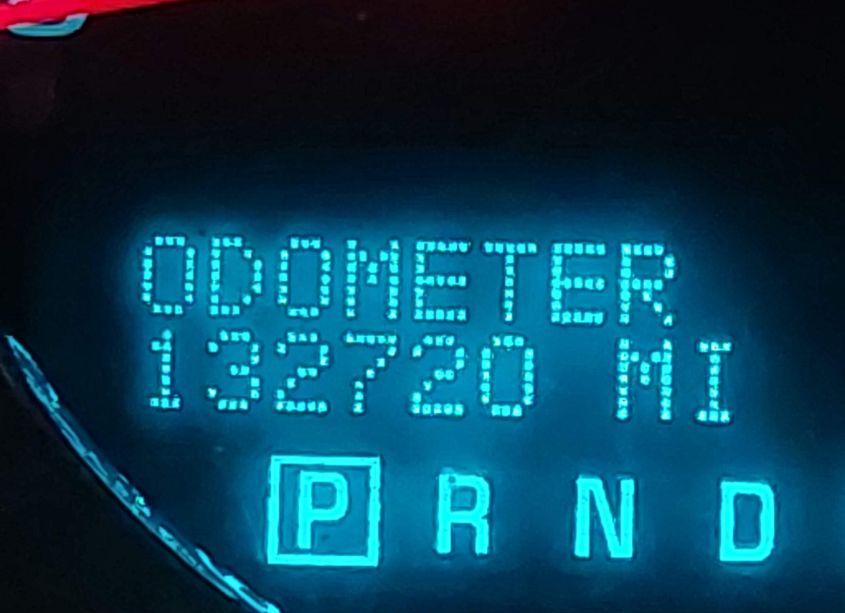 ODOMETER
132720 MI
P R N D